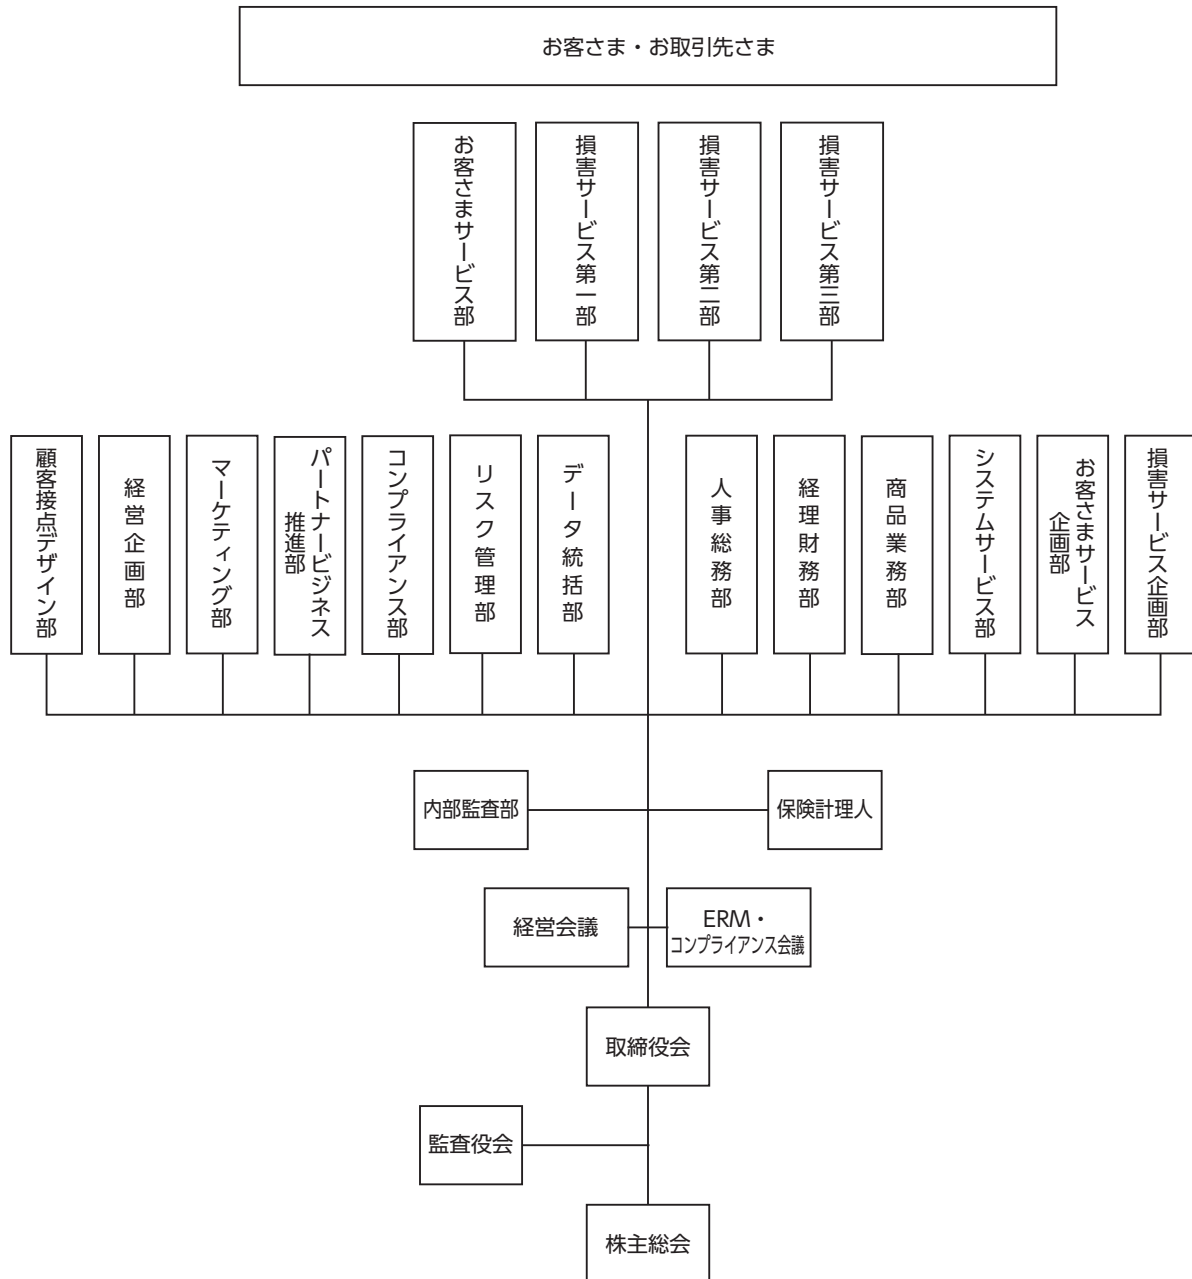 お客さま・お取引先さま
お客さまサービス部
損害サービス第一部
損害サービス第二部
損害サービス第三部
顧客接点デザイン部
経営企画部
マーケティング部
パートナービジネス
推進部
コンプライアンス部
リスク管理部
データ統括部
人事総務部
経理財務部
商品業務部
システムサービス部
お客さまサービス
企画部
損害サービス企画部
内部監査部
保険計理人
経営会議
ERM・
コンプライアンス会議
取締役会
監査役会
株主総会